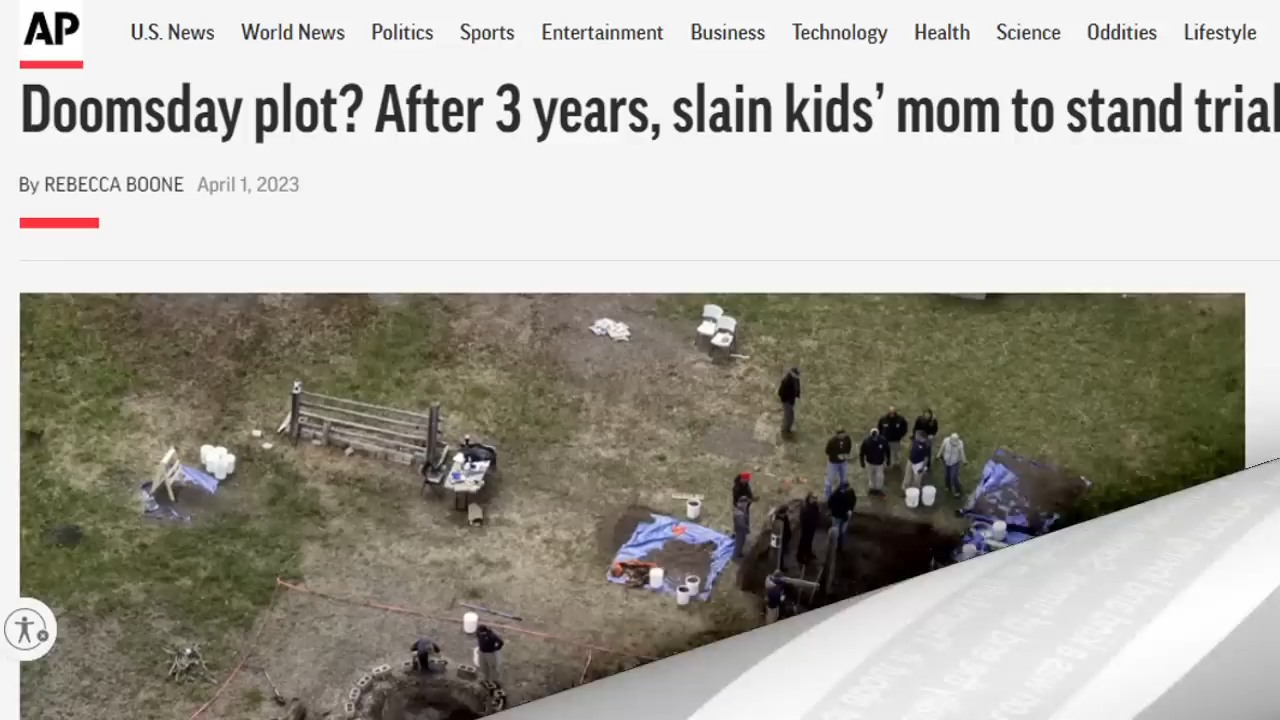 AP
U.S. News World News Politics Sports Entertainment Business Technology Health Science Oddities Lifestyle
Doomsday plot? After 3 years, slain kids’ mom to stand trial
By REBECCA BOONE April 1, 2023